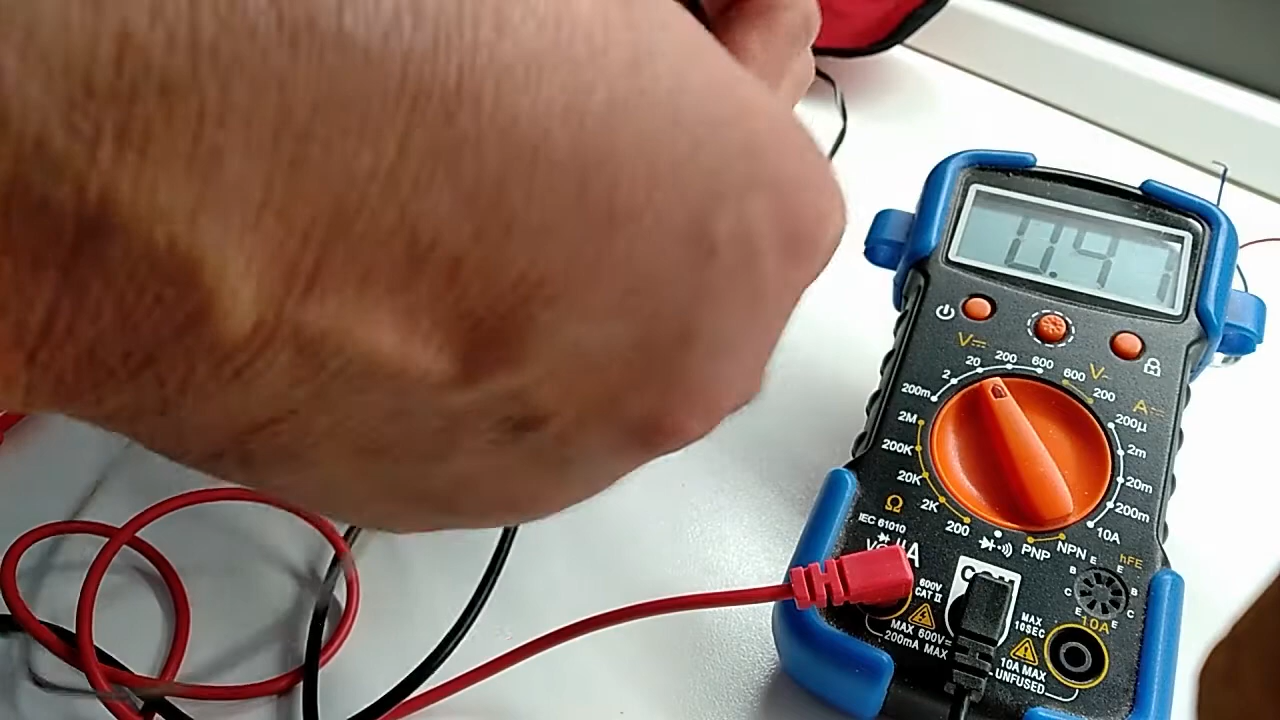 0.4
V⎓
V~
A⎓
200m
2
20
200
600
600
200
200µ
2m
20m
200m
10A
2M
200K
20K
2K
200
Ω
PNP
NPN
hFE
IEC 61010
600V
CAT II
MAX 600V⎓
200mA MAX
MAX
10SEC
10A
10A MAX
UNFUSED
E
B
C
E
E
B
C
E